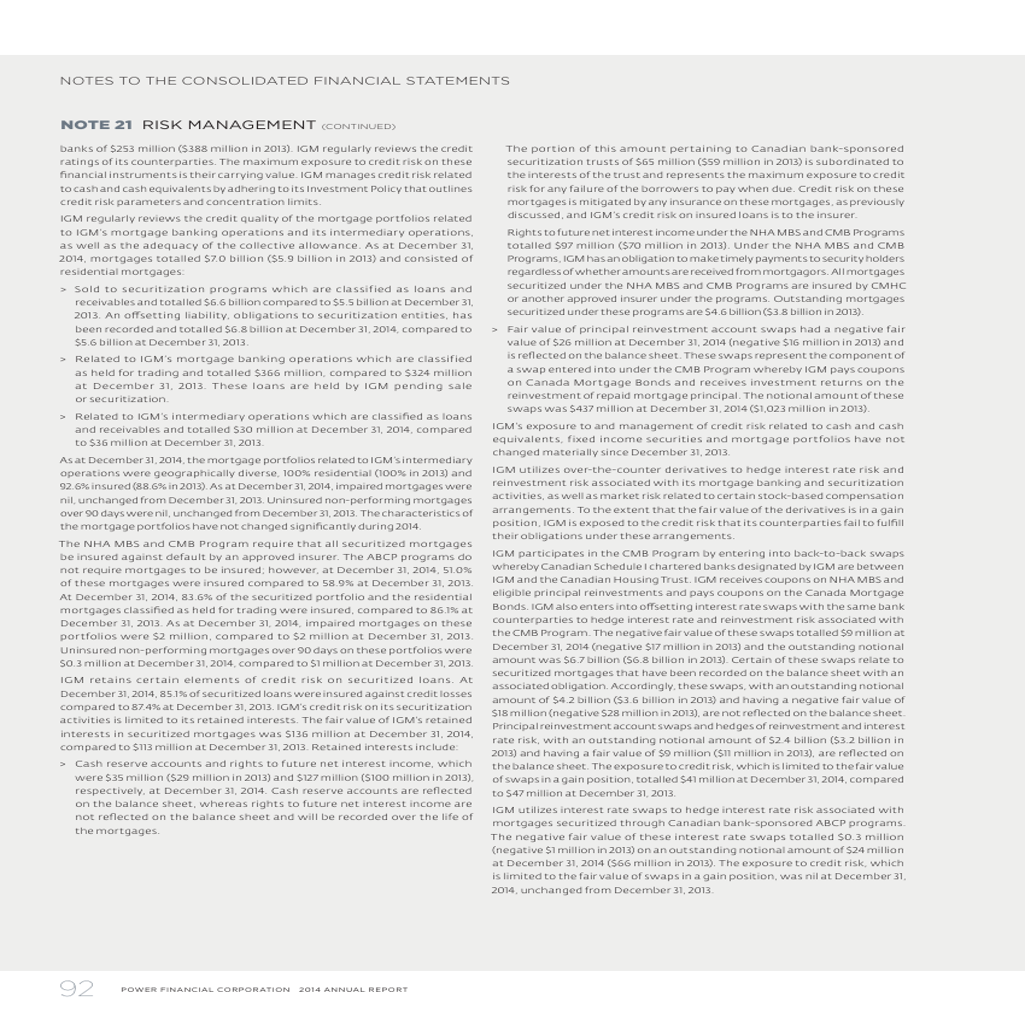 NOTES TO THE CONSOLIDATED FINANCIAL STATEMENTS
NOTE 21 RISK MANAGEMENT (CONTINUED)
banks of $253 million ($388 million in 2013). IGM regularly reviews the credit
ratings of its counterparties. The maximum exposure to credit risk on these
financial instruments is their carrying value. IGM manages credit risk related
to cash and cash equivalents by adhering to its Investment Policy that outlines
credit risk parameters and concentration limits.
IGM regularly reviews the credit quality of the mortgage portfolios related
to IGM's mortgage banking operations and its intermediary operations,
as well as the adequacy of the collective allowance. As at December 31,
2014, mortgages totalled $7.0 billion ($5.9 billion in 2013) and consisted of
residential mortgages:
> Sold to securitization programs which are classified as loans and
receivables and totalled $6.6 billion compared to $5.5 billion at December 31,
2013. An offsetting liability, obligations to securitization entities, has
been recorded and totalled $6.8 billion at December 31, 2014, compared to
$5.6 billion at December 31, 2013.
> Related to IGM's mortgage banking operations which are classified
as held for trading and totalled $366 million, compared to $324 million
at December 31, 2013. These loans are held by IGM pending sale
or securitization.
> Related to IGM's intermediary operations which are classified as loans
and receivables and totalled $30 million at December 31, 2014, compared
to $36 million at December 31, 2013.
As at December 31, 2014, the mortgage portfolios related to IGM's intermediary
operations were geographically diverse, 100% residential (100% in 2013) and
92.6% insured (88.6% in 2013). As at December 31, 2014, impaired mortgages were
nil, unchanged from December 31, 2013. Uninsured non-performing mortgages
over 90 days were nil, unchanged from December 31, 2013. The characteristics of
the mortgage portfolios have not changed significantly during 2014.
The NHA MBS and CMB Program require that all securitized mortgages
be insured against default by an approved insurer. The ABCP programs do
not require mortgages to be insured; however, at December 31, 2014, 51.0%
of these mortgages were insured compared to 58.9% at December 31, 2013.
At December 31, 2014, 83.6% of the securitized portfolio and the residential
mortgages classified as held for trading were insured, compared to 86.1% at
December 31, 2013. As at December 31, 2014, impaired mortgages on these
portfolios were $2 million, compared to $2 million at December 31, 2013.
Uninsured non-performing mortgages over 90 days on these portfolios were
$0.3 million at December 31, 2014, compared to $1 million at December 31, 2013.
IGM retains certain elements of credit risk on securitized loans. At
December 31, 2014, 85.1% of securitized loans were insured against credit losses
compared to 87.4% at December 31, 2013. IGM's credit risk on its securitization
activities is limited to its retained interests. The fair value of IGM's retained
interests in securitized mortgages was $136 million at December 31, 2014,
compared to $113 million at December 31, 2013. Retained interests include:
> Cash reserve accounts and rights to future net interest income, which
were $35 million ($29 million in 2013) and $127 million ($100 million in 2013),
respectively, at December 31, 2014. Cash reserve accounts are reflected
on the balance sheet, whereas rights to future net interest income are
not reflected on the balance sheet and will be recorded over the life of
the mortgages.
The portion of this amount pertaining to Canadian bank-sponsored
securitization trusts of $65 million ($59 million in 2013) is subordinated to
the interests of the trust and represents the maximum exposure to credit
risk for any failure of the borrowers to pay when due. Credit risk on these
mortgages is mitigated by any insurance on these mortgages, as previously
discussed, and IGM's credit risk on insured loans is to the insurer.
Rights to future net interest income under the NHA MBS and CMB Programs
totalled $97 million ($70 million in 2013). Under the NHA MBS and CMB
Programs, IGM has an obligation to make timely payments to security holders
regardless of whether amounts are received from mortgagors. All mortgages
securitized under the NHA MBS and CMB Programs are insured by CMHC
or another approved insurer under the programs. Outstanding mortgages
securitized under these programs are $4.6 billion ($3.8 billion in 2013).
> Fair value of principal reinvestment account swaps had a negative fair
value of $26 million at December 31, 2014 (negative $16 million in 2013) and
is reflected on the balance sheet. These swaps represent the component of
a swap entered into under the CMB Program whereby IGM pays coupons
on Canada Mortgage Bonds and receives investment returns on the
reinvestment of repaid mortgage principal. The notional amount of these
swaps was $437 million at December 31, 2014 ($1,023 million in 2013).
IGM's exposure to and management of credit risk related to cash and cash
equivalents, fixed income securities and mortgage portfolios have not
changed materially since December 31, 2013.
IGM utilizes over-the-counter derivatives to hedge interest rate risk and
reinvestment risk associated with its mortgage banking and securitization
activities, as well as market risk related to certain stock-based compensation
arrangements. To the extent that the fair value of the derivatives is in a gain
position, IGM is exposed to the credit risk that its counterparties fail to fulfill
their obligations under these arrangements.
IGM participates in the CMB Program by entering into back-to-back swaps
whereby Canadian Schedule I chartered banks designated by IGM are between
IGM and the Canadian Housing Trust. IGM receives coupons on NHA MBS and
eligible principal reinvestments and pays coupons on the Canada Mortgage
Bonds. IGM also enters into offsetting interest rate swaps with the same bank
counterparties to hedge interest rate and reinvestment risk associated with
the CMB Program. The negative fair value of these swaps totalled $9 million at
December 31, 2014 (negative $17 million in 2013) and the outstanding notional
amount was $6.7 billion ($6.8 billion in 2013). Certain of these swaps relate to
securitized mortgages that have been recorded on the balance sheet with an
associated obligation. Accordingly, these swaps, with an outstanding notional
amount of $4.2 billion ($3.6 billion in 2013) and having a negative fair value of
$18 million (negative $28 million in 2013), are not reflected on the balance sheet.
Principal reinvestment account swaps and hedges of reinvestment and interest
rate risk, with an outstanding notional amount of $2.4 billion ($3.2 billion in
2013) and having a fair value of $9 million ($11 million in 2013), are reflected on
the balance sheet. The exposure to credit risk, which is limited to the fair value
of swaps in a gain position, totalled $41 million at December 31, 2014, compared
to $47 million at December 31, 2013.
IGM utilizes interest rate swaps to hedge interest rate risk associated with
mortgages securitized through Canadian bank-sponsored ABCP programs.
The negative fair value of these interest rate swaps totalled $0.3 million
(negative $1 million in 2013) on an outstanding notional amount of $24 million
at December 31, 2014 ($66 million in 2013). The exposure to credit risk, which
is limited to the fair value of swaps in a gain position, was nil at December 31,
2014, unchanged from December 31, 2013.
92 POWER FINANCIAL CORPORATION 2014 ANNUAL REPORT